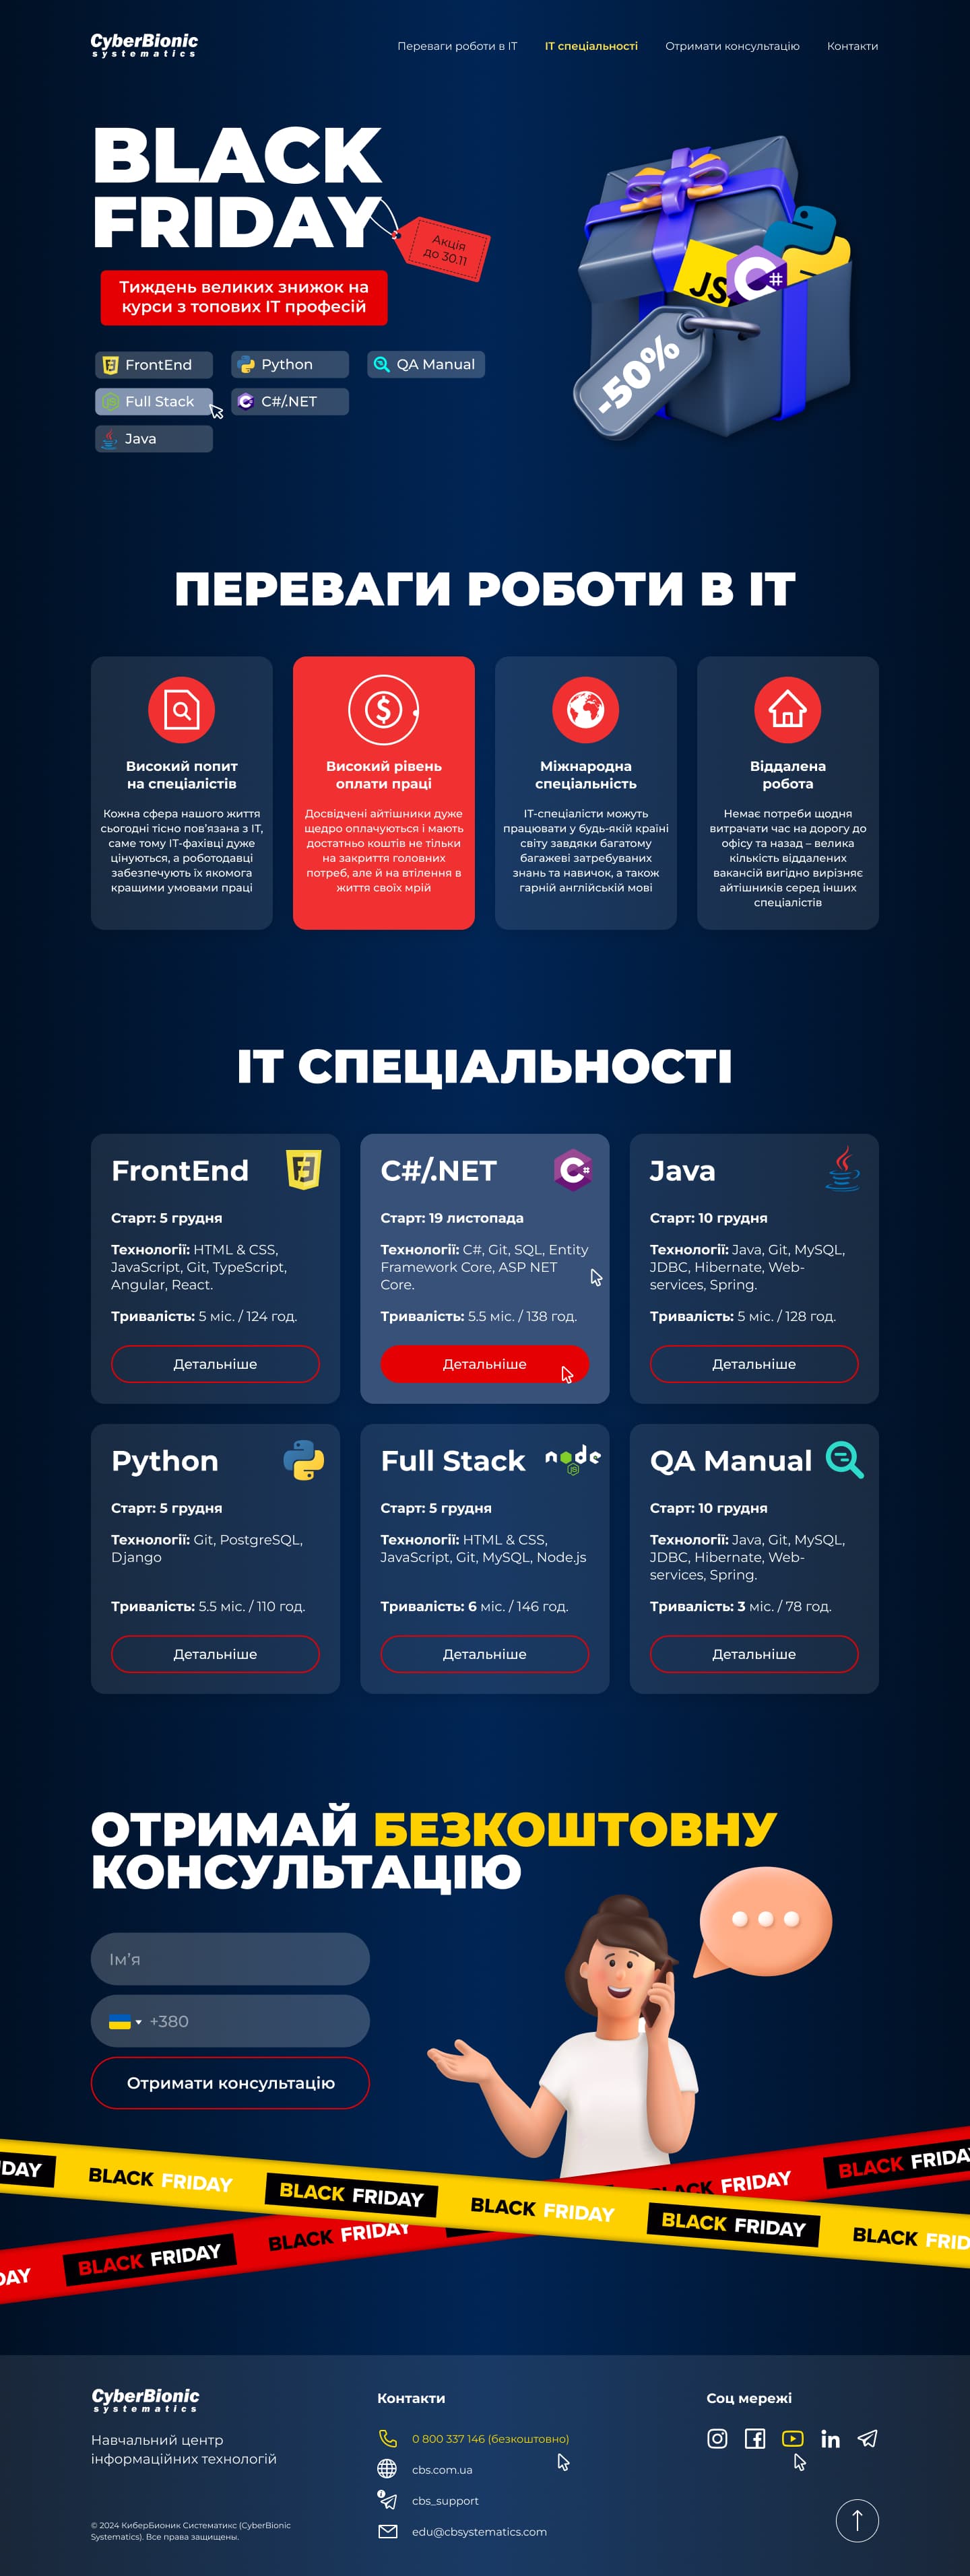 CyberBionic
systematics
Переваги роботи в ІТ
ІТ спеціальності
Отримати консультацію
Контакти
BLACK
FRIDAY
Акція
до 30.11
Тиждень великих знижок на
курси з топових ІТ професій
JS
C#
-50%
FrontEnd
Python
QA Manual
Full Stack
C#/.NET
Java
ПЕРЕВАГИ РОБОТИ В ІТ
Високий попит
на спеціалістів
Кожна сфера нашого життя
сьогодні тісно пов’язана з ІТ,
саме тому ІТ-фахівці дуже
цінуються, а роботодавці
забезпечують їх якомога
кращими умовами праці
Високий рівень
оплати праці
Досвідчені айтішники дуже
щедро оплачуються і мають
достатньо коштів не тільки
на закриття головних
потреб, але й на втілення в
життя своїх мрій
Міжнародна
спеціальність
ІТ-спеціалісти можуть
працювати у будь-якій країні
світу завдяки багатому
багажеві затребуваних
знань та навичок, а також
гарній англійській мові
Віддалена
робота
Немає потреби щодня
витрачати час на дорогу до
офісу та назад – велика
кількість віддалених
вакансій вигідно вирізняє
айтішників серед інших
спеціалістів
ІТ СПЕЦІАЛЬНОСТІ
FrontEnd
Старт: 5 грудня
Технології: HTML & CSS,
JavaScript, Git, TypeScript,
Angular, React.
Тривалість: 5 міс. / 124 год.
Детальніше
C#/.NET
C#
Старт: 19 листопада
Технології: C#, Git, SQL, Entity
Framework Core, ASP NET
Core.
Тривалість: 5.5 міс. / 138 год.
Детальніше
Java
Старт: 10 грудня
Технології: Java, Git, MySQL,
JDBC, Hibernate, Web-
services, Spring.
Тривалість: 5 міс. / 128 год.
Детальніше
Python
Старт: 5 грудня
Технології: Git, PostgreSQL,
Django
Тривалість: 5.5 міс. / 110 год.
Детальніше
Full Stack
node
JS
Старт: 5 грудня
Технології: HTML & CSS,
JavaScript, Git, MySQL, Node.js
Тривалість: 6 міс. / 146 год.
Детальніше
QA Manual
Старт: 10 грудня
Технології: Java, Git, MySQL,
JDBC, Hibernate, Web-
services, Spring.
Тривалість: 3 міс. / 78 год.
Детальніше
ОТРИМАЙ БЕЗКОШТОВНУ
КОНСУЛЬТАЦІЮ
Ім’я
+380
Отримати консультацію
IDAY BLACK FRIDAY BLACK FRIDAY BLACK FRIDAY BLACK FRIDAY BLACK FRID
DAY BLACK FRIDAY BLACK FRIDAY BLACK FRIDAY BLACK FRIDA
CyberBionic
systematics
Навчальний центр
інформаційних технологій
© 2024 КиберБионик Систематикс (CyberBionic
Systematics). Все права защищены.
Контакти
0 800 337 146 (безкоштовно)
cbs.com.ua
cbs_support
edu@cbsystematics.com
Соц мережі
in